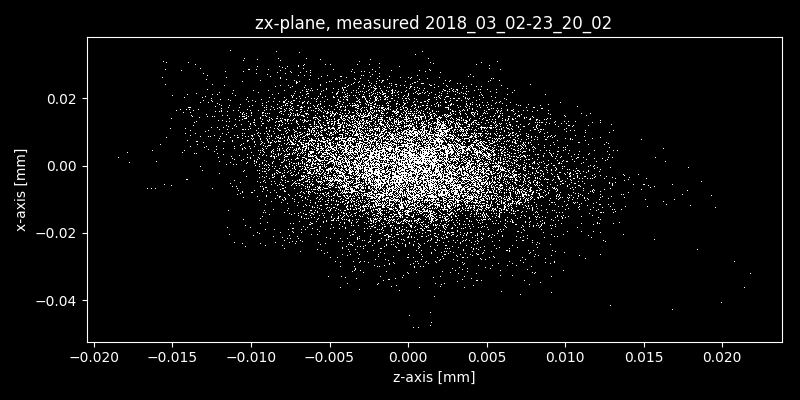 zx-plane, measured 2018_03_02-23_20_02
0.02
0.00
−0.02
−0.04
x-axis [mm]
−0.020 −0.015 −0.010 −0.005 0.000 0.005 0.010 0.015 0.020
z-axis [mm]